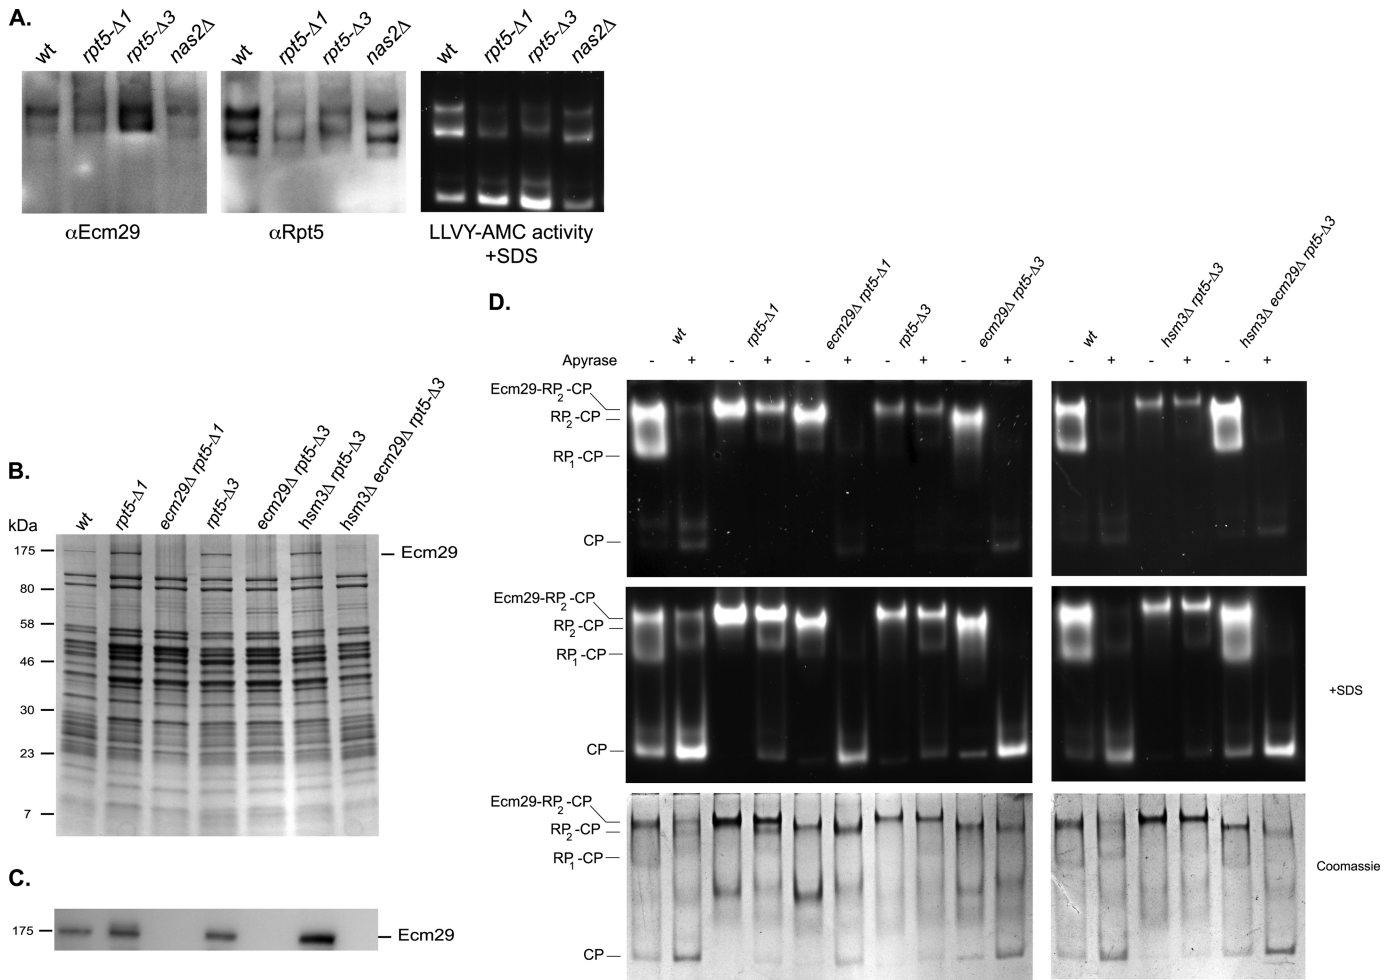 A.
wt rpt5-Δ1 rpt5-Δ3 nas2Δ
wt rpt5-Δ1 rpt5-Δ3 nas2Δ
wt rpt5-Δ1 rpt5-Δ3 nas2Δ
αEcm29
αRpt5
LLVY-AMC activity
+SDS
B.
kDa
wt rpt5-Δ1 ecm29Δ rpt5-Δ1 rpt5-Δ3 ecm29Δ rpt5-Δ3 hsm3Δ rpt5-Δ3 hsm3Δ ecm29Δ rpt5-Δ3
175
80
58
46
30
23
7
Ecm29
C.
175
Ecm29
D.
wt rpt5-Δ1 ecm29Δ rpt5-Δ1 rpt5-Δ3 ecm29Δ rpt5-Δ3
wt hsm3Δ rpt5-Δ3 hsm3Δ ecm29Δ rpt5-Δ3
Apyrase - + - + - + - + - +
- + - + - +
Ecm29-RP2-CP
RP2-CP
RP1-CP
CP
Ecm29-RP2-CP
RP2-CP
RP1-CP
CP
+SDS
Ecm29-RP2-CP
RP2-CP
RP1-CP
CP
Coomassie